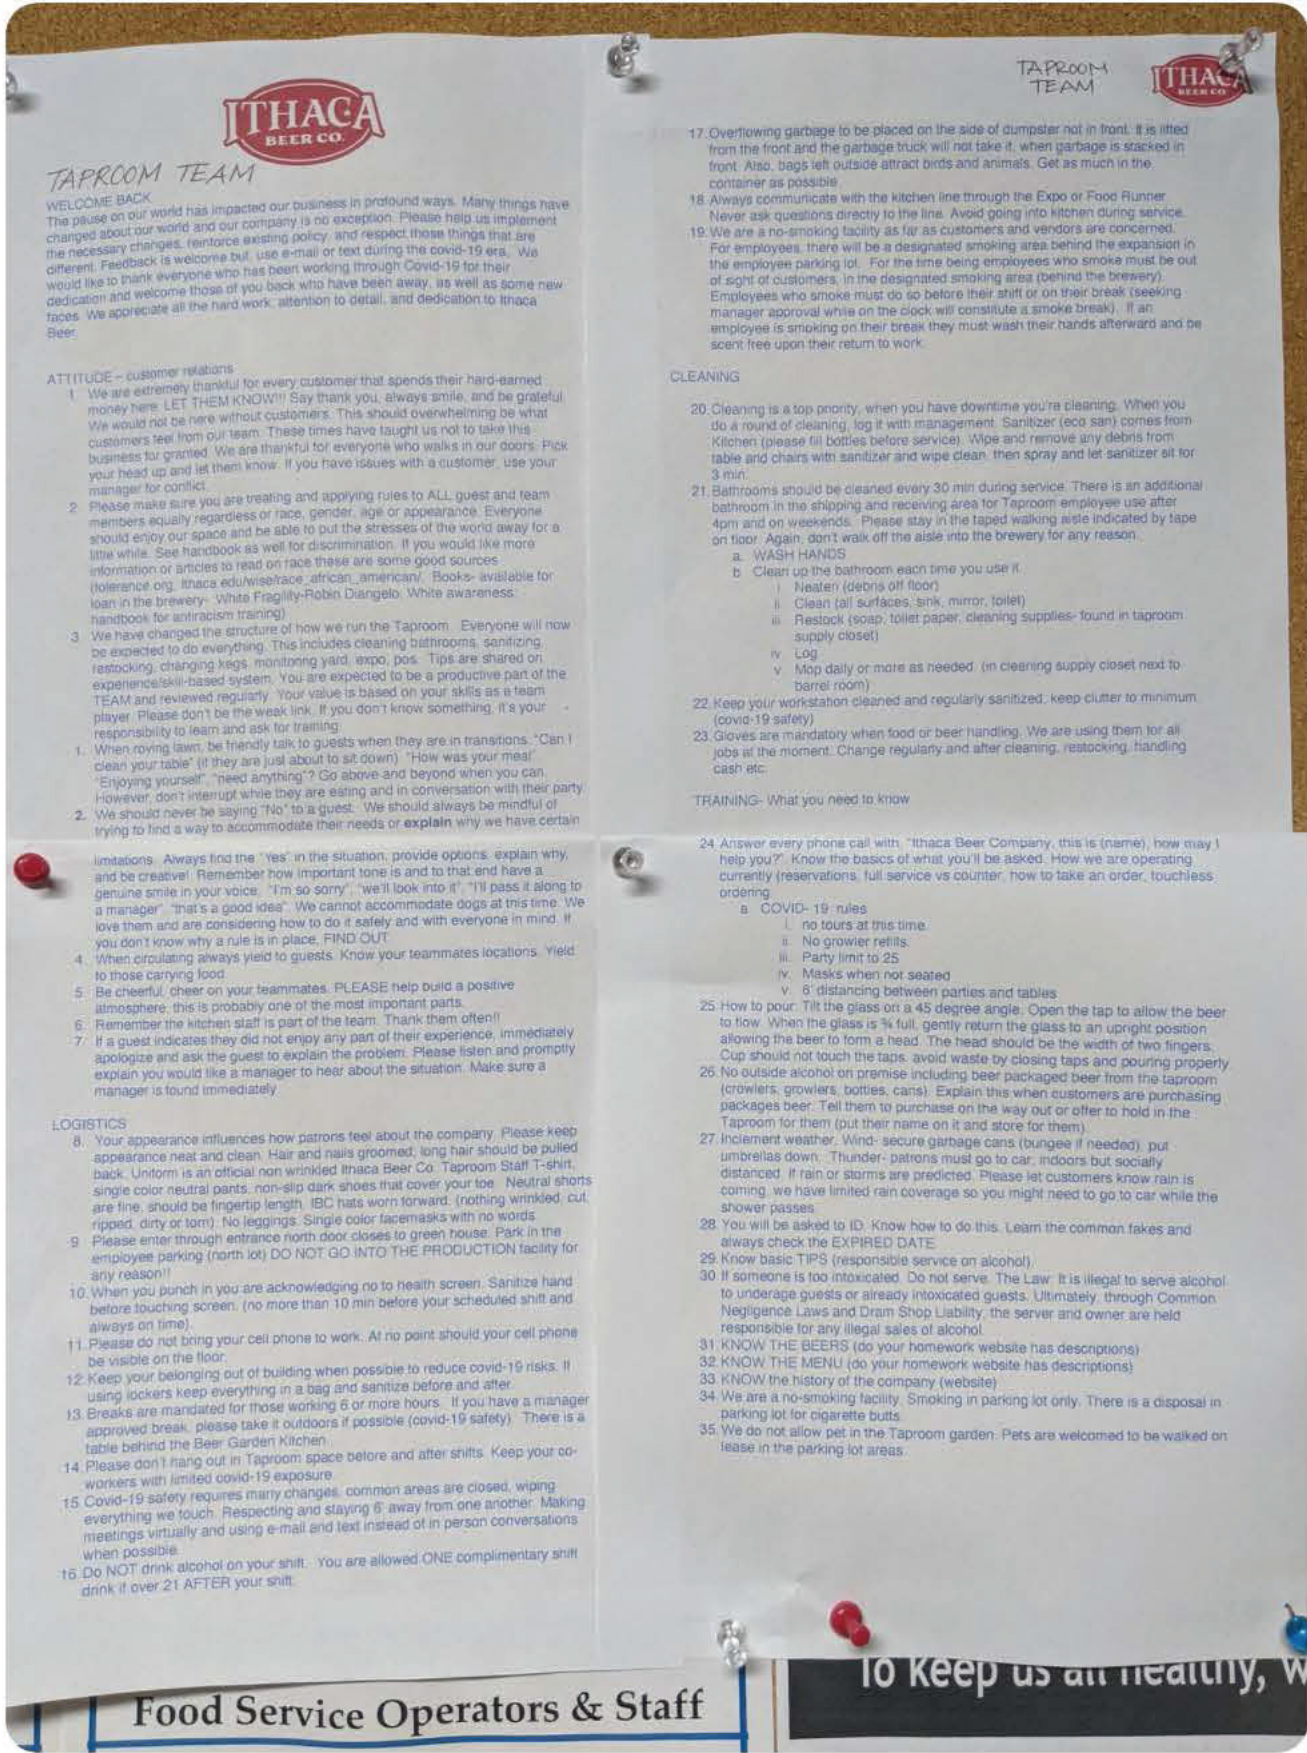 ITHACA
BEER CO.
TAPROOM TEAM
WELCOME BACK
The pause on our world has impacted our business in profound ways. Many things have
changed about our world and our company is no exception. Please help us implement
the necessary changes, reinforce existing policy, and respect those things that are
different. Feedback is welcome but, use e-mail or text during the covid-19 era. We
would like to thank everyone who has been working through Covid-19 for their
dedication and welcome those of you back who have been away, as well as some new
faces. We appreciate all the hard work, attention to detail, and dedication to Ithaca
Beer.
ATTITUDE – customer relations
1. We are extremely thankful for every customer that spends their hard-earned
money here. LET THEM KNOW!!! Say thank you, always smile, and be grateful.
We would not be here without customers. This should overwhelming be what
customers feel from our team. These times have taught us not to take this
business for granted. We are thankful for everyone who walks in our doors. Pick
your head up and let them know. If you have issues with a customer, use your
manager for conflict.
2. Please make sure you are treating and applying rules to ALL guest and team
members equally regardless or race, gender, age or appearance. Everyone
should enjoy our space and be able to put the stresses of the world away for a
little while. See handbook as well for discrimination. If you would like more
information or articles to read on race these are some good sources
(tolerance.org, Ithaca.edu/wise/race_african_american/. Books- available for
loan in the brewery- White Fragility-Robin Diangelo. White awareness:
handbook for antiracism training)
3. We have changed the structure of how we run the Taproom. Everyone will now
be expected to do everything. This includes cleaning bathrooms, sanitizing,
restocking, changing kegs, monitoring yard, expo, pos. Tips are shared on
experience/skill-based system. You are expected to be a productive part of the
TEAM and reviewed regularly. Your value is based on your skills as a team
player. Please don't be the weak link. If you don't know something, it's your
responsibility to learn and ask for training.
1. When roving lawn, be friendly talk to guests when they are in transitions. "Can I
clean your table" (if they are just about to sit down) "How was your meal"
"Enjoying yourself", "need anything"? Go above and beyond when you can.
However, don't interrupt while they are eating and in conversation with their party.
2. We should never be saying "No" to a guest. We should always be mindful of
trying to find a way to accommodate their needs or explain why we have certain
limitations. Always find the "Yes" in the situation, provide options, explain why,
and be creative! Remember how important tone is and to that end have a
genuine smile in your voice. "I'm so sorry", "we'll look into it", "I'll pass it along to
a manager" "that's a good idea". We cannot accommodate dogs at this time. We
love them and are considering how to do it safely and with everyone in mind. If
you don't know why a rule is in place, FIND OUT.
4. When circulating always yield to guests. Know your teammates locations. Yield
to those carrying food.
5. Be cheerful, cheer on your teammates. PLEASE help build a positive
atmosphere, this is probably one of the most important parts.
6. Remember the kitchen staff is part of the team. Thank them often!!
7. If a guest indicates they did not enjoy any part of their experience, immediately
apologize and ask the guest to explain the problem. Please listen and promptly
explain you would like a manager to hear about the situation. Make sure a
manager is found immediately.
LOGISTICS
8. Your appearance influences how patrons feel about the company. Please keep
appearance neat and clean. Hair and nails groomed, long hair should be pulled
back. Uniform is an official non wrinkled Ithaca Beer Co. Taproom Staff T-shirt,
single color neutral pants, non-slip dark shoes that cover your toe. Neutral shorts
are fine, should be fingertip length. IBC hats worn forward. (nothing wrinkled, cut,
ripped, dirty or torn). No leggings. Single color facemasks with no words.
9. Please enter through entrance north door closes to green house. Park in the
employee parking (north lot) DO NOT GO INTO THE PRODUCTION facility for
any reason!!
10. When you punch in you are acknowledging no to health screen. Sanitize hand
before touching screen. (no more than 10 min before your scheduled shift and
always on time).
11. Please do not bring your cell phone to work. At no point should your cell phone
be visible on the floor.
12. Keep your belonging out of building when possible to reduce covid-19 risks. If
using lockers keep everything in a bag and sanitize before and after.
13. Breaks are mandated for those working 6 or more hours. If you have a manager
approved break, please take it outdoors if possible (covid-19 safety). There is a
table behind the Beer Garden Kitchen.
14. Please don't hang out in Taproom space before and after shifts. Keep your co-
workers with limited covid-19 exposure.
15. Covid-19 safety requires many changes, common areas are closed, wiping
everything we touch. Respecting and staying 6' away from one another. Making
meetings virtually and using e-mail and text instead of in person conversations
when possible.
16. Do NOT drink alcohol on your shift. You are allowed ONE complimentary shift
drink if over 21 AFTER your shift.
TAPROOM
TEAM
ITHACA
BEER CO
17. Overflowing garbage to be placed on the side of dumpster not in front. It is lifted
from the front and the garbage truck will not take it, when garbage is stacked in
front. Also, bags left outside attract birds and animals. Get as much in the
container as possible.
18. Always communicate with the kitchen line through the Expo or Food Runner.
Never ask questions directly to the line. Avoid going into kitchen during service.
19. We are a no-smoking facility as far as customers and vendors are concerned.
For employees, there will be a designated smoking area behind the expansion in
the employee parking lot. For the time being employees who smoke must be out
of sight of customers, in the designated smoking area (behind the brewery).
Employees who smoke must do so before their shift or on their break (seeking
manager approval while on the clock will constitute a smoke break). If an
employee is smoking on their break they must wash their hands afterward and be
scent free upon their return to work.
CLEANING
20. Cleaning is a top priority, when you have downtime you're cleaning. When you
do a round of cleaning, log it with management. Sanitizer (eco san) comes from
Kitchen (please fill bottles before service). Wipe and remove any debris from
table and chairs with sanitizer and wipe clean, then spray and let sanitizer sit for
3 min.
21. Bathrooms should be cleaned every 30 min during service. There is an additional
bathroom in the shipping and receiving area for Taproom employee use after
4pm and on weekends. Please stay in the taped walking aisle indicated by tape
on floor. Again, don't walk off the aisle into the brewery for any reason.
a. WASH HANDS
b. Clean up the bathroom each time you use it.
i. Neaten (debris off floor)
ii. Clean (all surfaces, sink, mirror, toilet)
iii. Restock (soap, toilet paper, cleaning supplies- found in taproom
supply closet)
iv. Log
v. Mop daily or more as needed. (in cleaning supply closet next to
barrel room)
22. Keep your workstation cleaned and regularly sanitized, keep clutter to minimum
(covid-19 safety)
23. Gloves are mandatory when food or beer handling. We are using them for all
jobs at the moment. Change regularly and after cleaning, restocking, handling
cash etc.
TRAINING- What you need to know
24. Answer every phone call with, "Ithaca Beer Company, this is (name), how may I
help you?". Know the basics of what you'll be asked. How we are operating
currently (reservations, full service vs counter, how to take an order, touchless
ordering
a. COVID- 19 rules
i. no tours at this time.
ii. No growler refills.
iii. Party limit to 25
iv. Masks when not seated
v. 6' distancing between parties and tables
25. How to pour: Tilt the glass on a 45 degree angle. Open the tap to allow the beer
to flow. When the glass is ¾ full, gently return the glass to an upright position
allowing the beer to form a head. The head should be the width of two fingers.
Cup should not touch the taps, avoid waste by closing taps and pouring properly.
26. No outside alcohol on premise including beer packaged beer from the taproom
(crowlers, growlers, bottles, cans). Explain this when customers are purchasing
packages beer. Tell them to purchase on the way out or offer to hold in the
Taproom for them (put their name on it and store for them).
27. Inclement weather. Wind- secure garbage cans (bungee if needed), put
umbrellas down. Thunder- patrons must go to car, indoors but socially
distanced. If rain or storms are predicted. Please let customers know rain is
coming, we have limited rain coverage so you might need to go to car while the
shower passes.
28. You will be asked to ID. Know how to do this. Learn the common fakes and
always check the EXPIRED DATE.
29. Know basic TIPS (responsible service on alcohol).
30. If someone is too intoxicated. Do not serve. The Law: It is illegal to serve alcohol
to underage guests or already intoxicated guests. Ultimately, through Common
Negligence Laws and Dram Shop Liability, the server and owner are held
responsible for any illegal sales of alcohol.
31. KNOW THE BEERS (do your homework website has descriptions)
32. KNOW THE MENU (do your homework website has descriptions)
33. KNOW the history of the company (website)
34. We are a no-smoking facility. Smoking in parking lot only. There is a disposal in
parking lot for cigarette butts.
35. We do not allow pet in the Taproom garden. Pets are welcomed to be walked on
lease in the parking lot areas.
Food Service Operators & Staff
To keep us all healthy, w